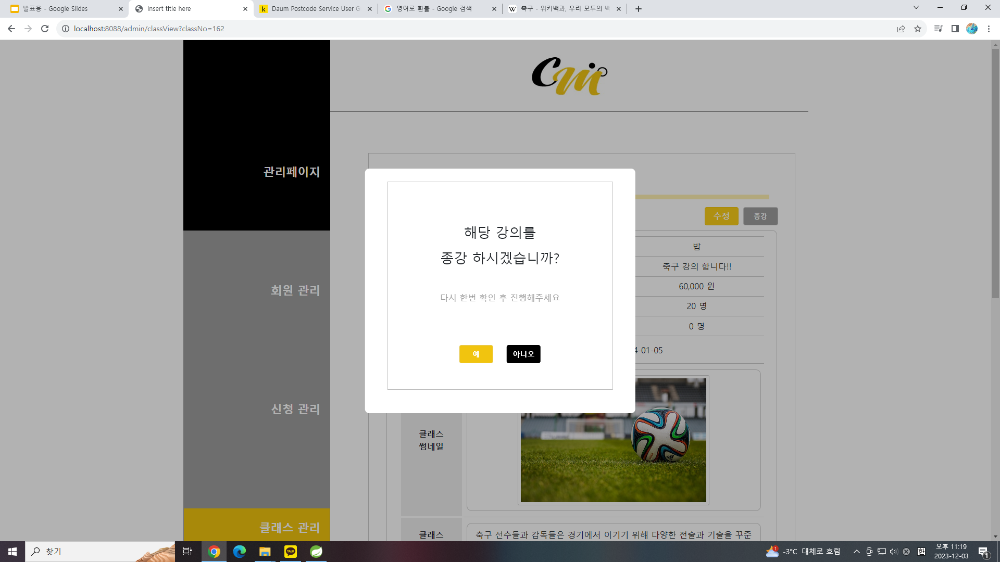 발표용 - Google Slides
Insert title here
Daum Postcode Service User G
영여로 환불 - Google 검색
축구 - 위키백과, 우리 모두의 백
localhost:8088/admin/classView?classNo=162
Cm
관리페이지
회원 관리
신청 관리
클래스 관리
수정
종강
밥
축구 강의 합니다!!
60,000 원
20 명
0 명
4-01-05
해당 강의를
종강 하시겠습니까?
다시 한번 확인 후 진행해주세요
예
아니오
클래스
썸네일
클래스
축구 선수들과 감독들은 경기에서 이기기 위해 다양한 전술과 기술을 꾸준
찾기
TALK
1
-3°C 대체로 흐림
한
오후 11:19
2023-12-03
1